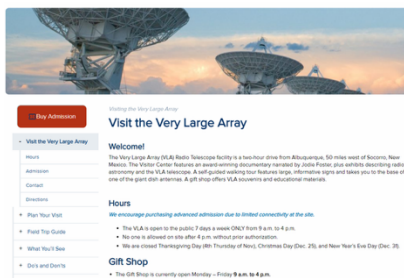 Buy Admission
Visiting the Very Large Array
Visit the Very Large Array
Visit the Very Large Array
Hours
Admission
Contact
Directions
Plan Your Visit
Field Trip Guide
What You'll See
Do's and Don'ts
Welcome!
The Very Large Array (VLA) Radio Telescope facility is a two-hour drive from Albuquerque, 50 miles west of Socorro, New
Mexico. The Visitor Center features an award-winning documentary narrated by Jodie Foster, plus exhibits describing radio
astronomy and the VLA telescope. A self-guided walking tour features large, informative signs and takes you to the base of
one of the giant dish antennas. A gift shop offers VLA souvenirs and educational materials.
Hours
We encourage purchasing advanced admission due to limited connectivity at the site.
• The VLA is open to the public 7 days a week ONLY from 9 a.m. to 4 p.m.
• No one is allowed on site after 4 p.m. without prior authorization.
• We are closed Thanksgiving Day (4th Thursday of Nov), Christmas Day (Dec. 25), and New Year's Eve Day (Dec. 31).
Gift Shop
• The Gift Shop is currently open Monday – Friday 9 a.m. to 4 p.m.